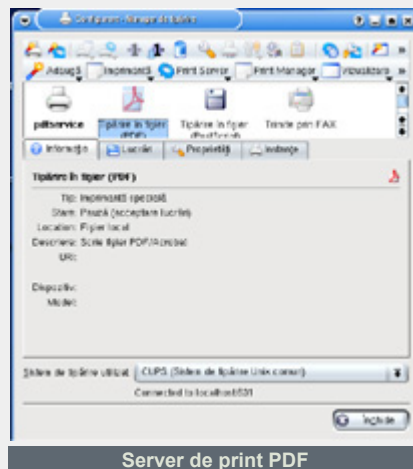 Configurare - Manager de tipărire
Adaugă Imprimantă Print Server Print Manager Vizualizare
pdfservice Tipărire în fișier (PDF) Tipărire în fișier (PostScript) Trimite prin FAX
Informații Lucrări Proprietăți Instanțe
Tipărire în fișier (PDF)
Tip: Imprimantă specială
Stare: Pauză (acceptare lucrări)
Location: Fișier local
Descriere: Scrie fișier PDF/Acrobat
URI:
Dispozitiv:
Model:
Sistem de tipărire utilizat CUPS (Sistem de tipărire Unix comun)
Connected to localhost:631
Închide
Server de print PDF